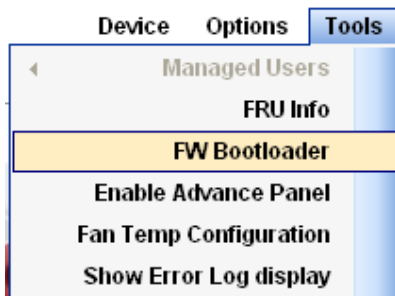 Device Options Tools
Managed Users
FRU Info
FW Bootloader
Enable Advance Panel
Fan Temp Configuration
Show Error Log display